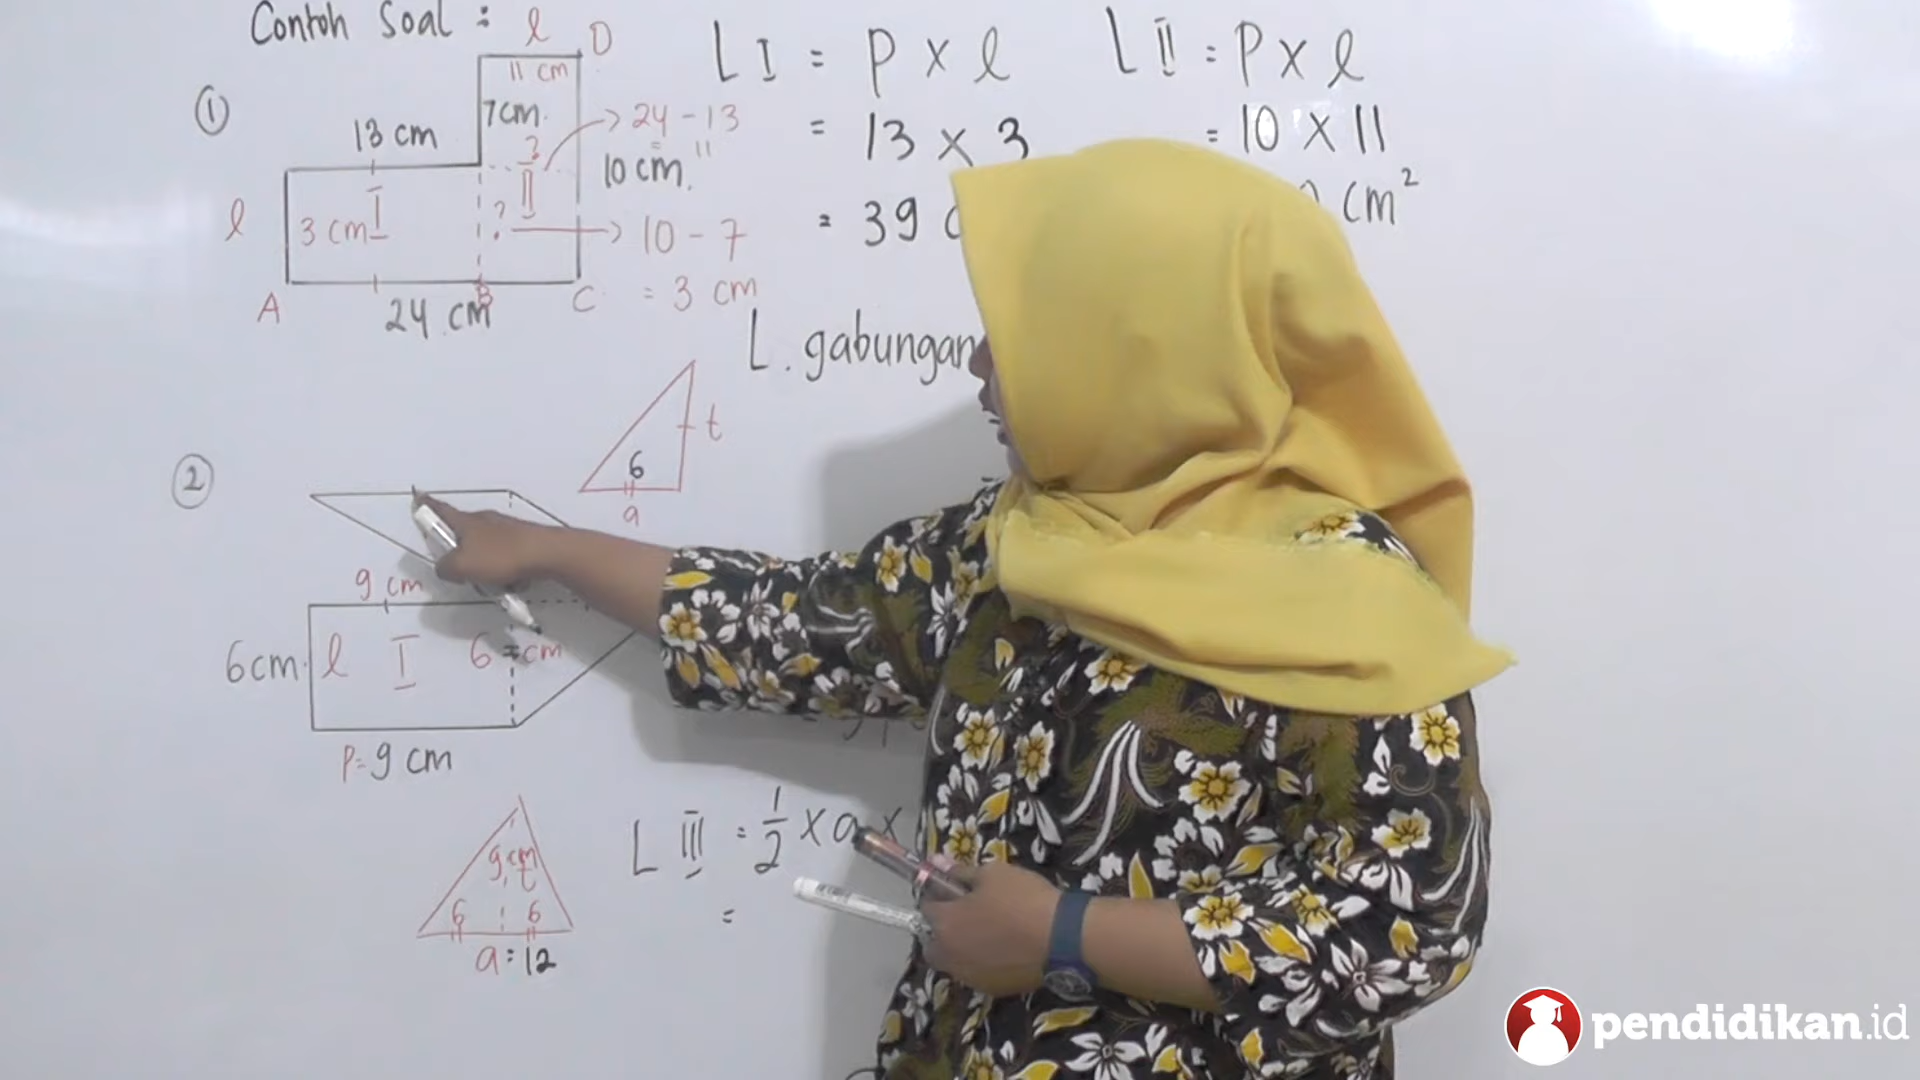 Contoh Soal :
l D
11 cm
①
7cm.
13 cm
? → 24 - 13
= 11
10 cm.
I
II
l
3 cm
? → 10 - 7
= 3 cm
A B C
24 cm
L I = p x l
= 13 x 3
= 39
L II = p x l
= 10 x 11
cm²
L. gabungan
t
6
a
②
9 cm
6cm. l I 6 cm
p = 9 cm
9 cm
t
6 6
a = 12
L III = 1/2 x a x
=
pendidikan.id